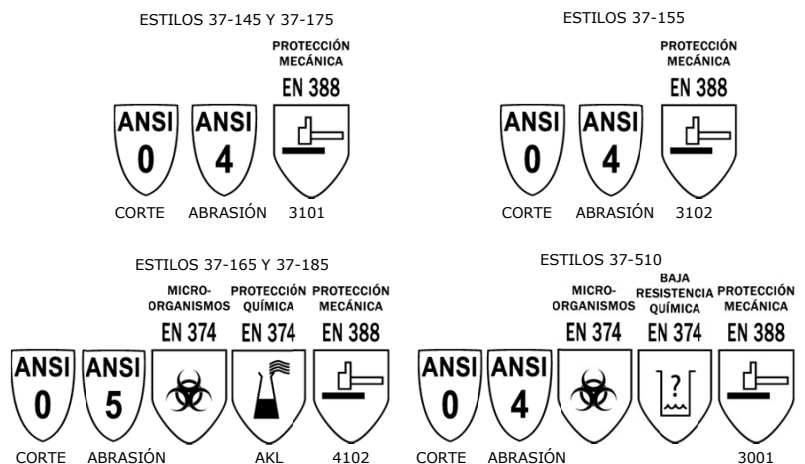 ESTILOS 37-145 Y 37-175
PROTECCIÓN
MECÁNICA
EN 388
ANSI
0
ANSI
4
CORTE
ABRASIÓN
3101
ESTILOS 37-155
PROTECCIÓN
MECÁNICA
EN 388
ANSI
0
ANSI
4
CORTE
ABRASIÓN
3102
ESTILOS 37-165 Y 37-185
MICRO-
ORGANISMOS
EN 374
PROTECCIÓN
QUÍMICA
EN 374
PROTECCIÓN
MECÁNICA
EN 388
ANSI
0
ANSI
5
CORTE
ABRASIÓN
AKL
4102
ESTILOS 37-510
MICRO-
ORGANISMOS
EN 374
BAJA
RESISTENCIA
QUÍMICA
EN 374
PROTECCIÓN
MECÁNICA
EN 388
ANSI
0
ANSI
4
?
CORTE
ABRASIÓN
3001